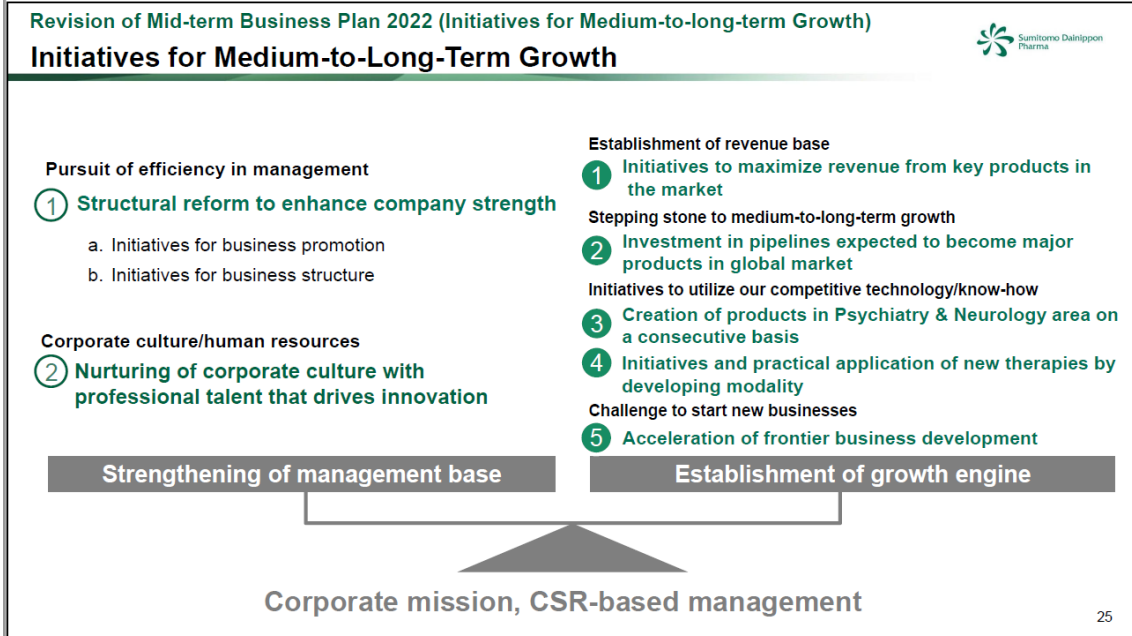 Revision of Mid-term Business Plan 2022 (Initiatives for Medium-to-long-term Growth)
Initiatives for Medium-to-Long-Term Growth
Sumitomo Dainippon
Pharma
Pursuit of efficiency in management
1 Structural reform to enhance company strength
a. Initiatives for business promotion
b. Initiatives for business structure
Corporate culture/human resources
2 Nurturing of corporate culture with
professional talent that drives innovation
Strengthening of management base
Establishment of revenue base
1 Initiatives to maximize revenue from key products in
the market
Stepping stone to medium-to-long-term growth
2 Investment in pipelines expected to become major
products in global market
Initiatives to utilize our competitive technology/know-how
3 Creation of products in Psychiatry & Neurology area on
a consecutive basis
4 Initiatives and practical application of new therapies by
developing modality
Challenge to start new businesses
5 Acceleration of frontier business development
Establishment of growth engine
Corporate mission, CSR-based management
25